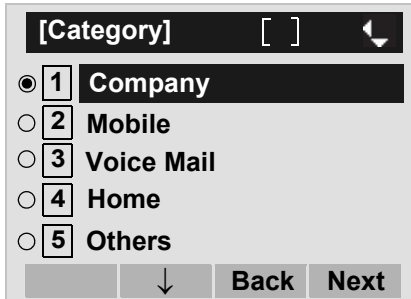 [Category] [ ]
1 Company
2 Mobile
3 Voice Mail
4 Home
5 Others
↓ Back Next